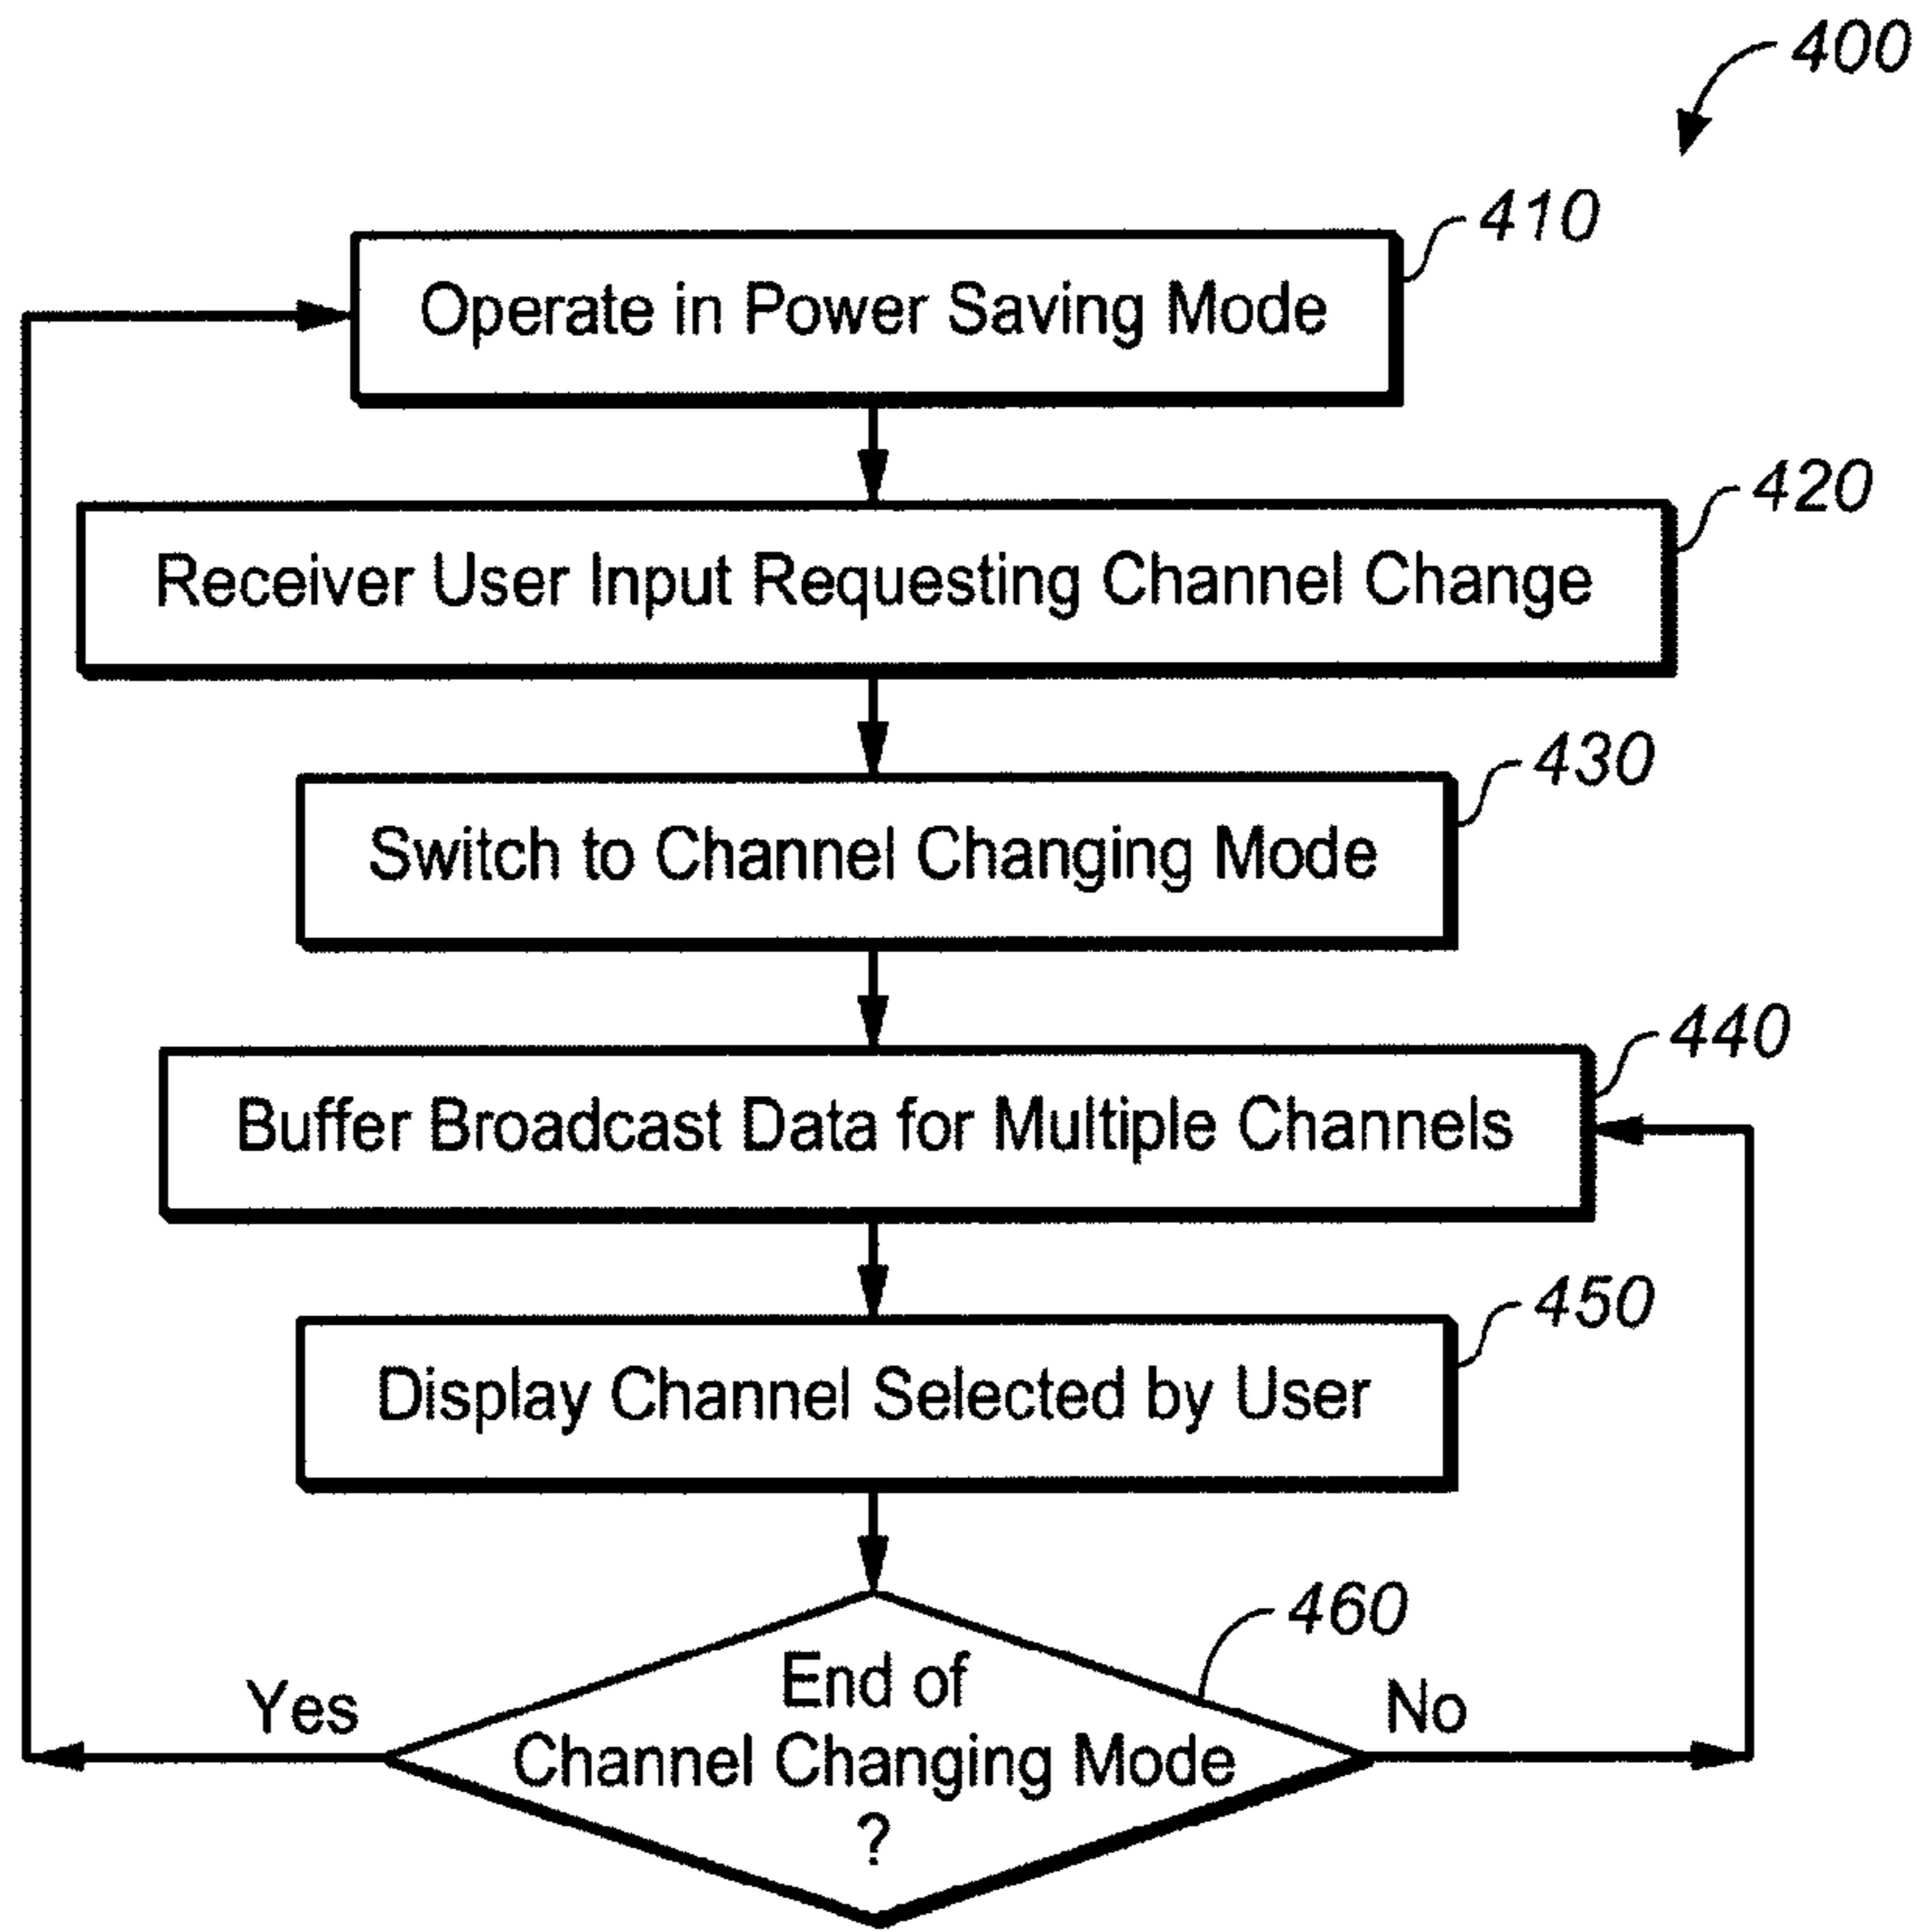 400
410
Operate in Power Saving Mode
420
Receiver User Input Requesting Channel Change
430
Switch to Channel Changing Mode
440
Buffer Broadcast Data for Multiple Channels
450
Display Channel Selected by User
460
End of
Yes
No
Channel Changing Mode
?